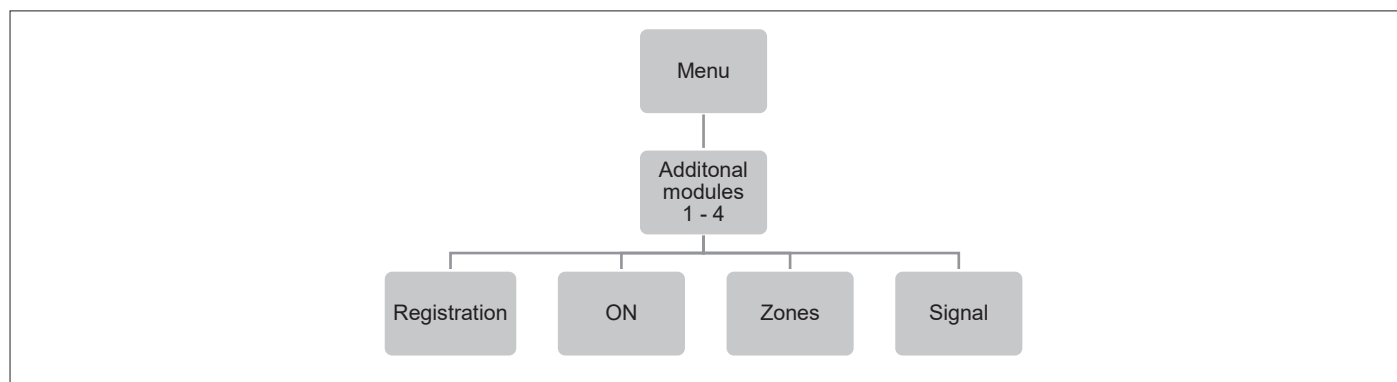 Menu
Additonal
modules
1 - 4
Registration
ON
Zones
Signal